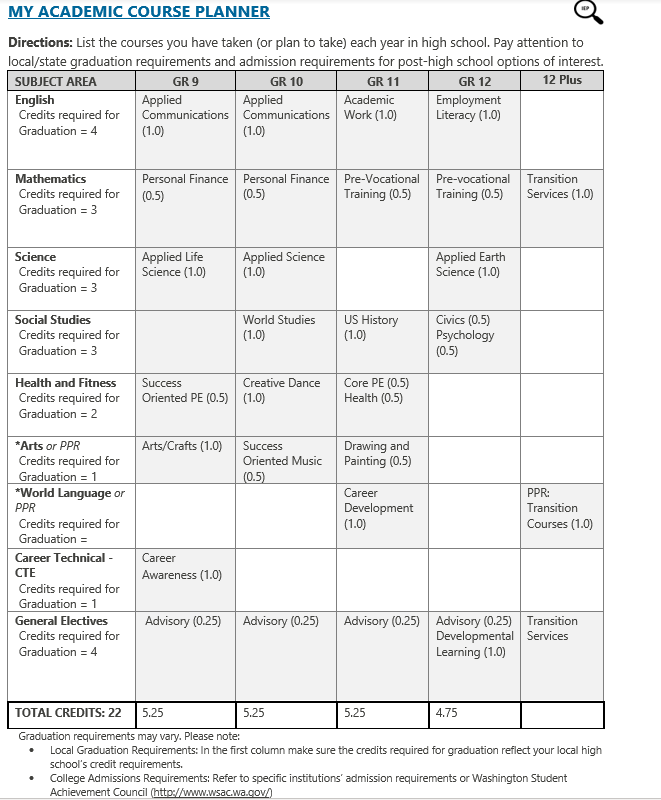 MY ACADEMIC COURSE PLANNER
IEP
Directions: List the courses you have taken (or plan to take) each year in high school. Pay attention to
local/state graduation requirements and admission requirements for post-high school options of interest.
SUBJECT AREA GR 9 GR 10 GR 11 GR 12 12 Plus
English
Credits required for
Graduation = 4
Applied
Communications
(1.0)
Applied
Communications
(1.0)
Academic
Work (1.0)
Employment
Literacy (1.0)
Mathematics
Credits required for
Graduation = 3
Personal Finance
(0.5)
Personal Finance
(0.5)
Pre-Vocational
Training (0.5)
Pre-vocational
Training (0.5)
Transition
Services (1.0)
Science
Credits required for
Graduation = 3
Applied Life
Science (1.0)
Applied Science
(1.0)
Applied Earth
Science (1.0)
Social Studies
Credits required for
Graduation = 3
World Studies
(1.0)
US History
(1.0)
Civics (0.5)
Psychology
(0.5)
Health and Fitness
Credits required for
Graduation = 2
Success
Oriented PE (0.5)
Creative Dance
(1.0)
Core PE (0.5)
Health (0.5)
*Arts or PPR
Credits required for
Graduation = 1
Arts/Crafts (1.0)
Success
Oriented Music
(0.5)
Drawing and
Painting (0.5)
*World Language or
PPR
Credits required for
Graduation =
Career
Development
(1.0)
PPR:
Transition
Courses (1.0)
Career Technical -
CTE
Credits required for
Graduation = 1
Career
Awareness (1.0)
General Electives
Credits required for
Graduation = 4
Advisory (0.25)
Advisory (0.25)
Advisory (0.25)
Advisory (0.25)
Developmental
Learning (1.0)
Transition
Services
TOTAL CREDITS: 22 5.25 5.25 5.25 4.75
Graduation requirements may vary. Please note:
• Local Graduation Requirements: In the first column make sure the credits required for graduation reflect your local high
school's credit requirements.
• College Admissions Requirements: Refer to specific institutions' admission requirements or Washington Student
Achievement Council (http://www.wsac.wa.gov/)